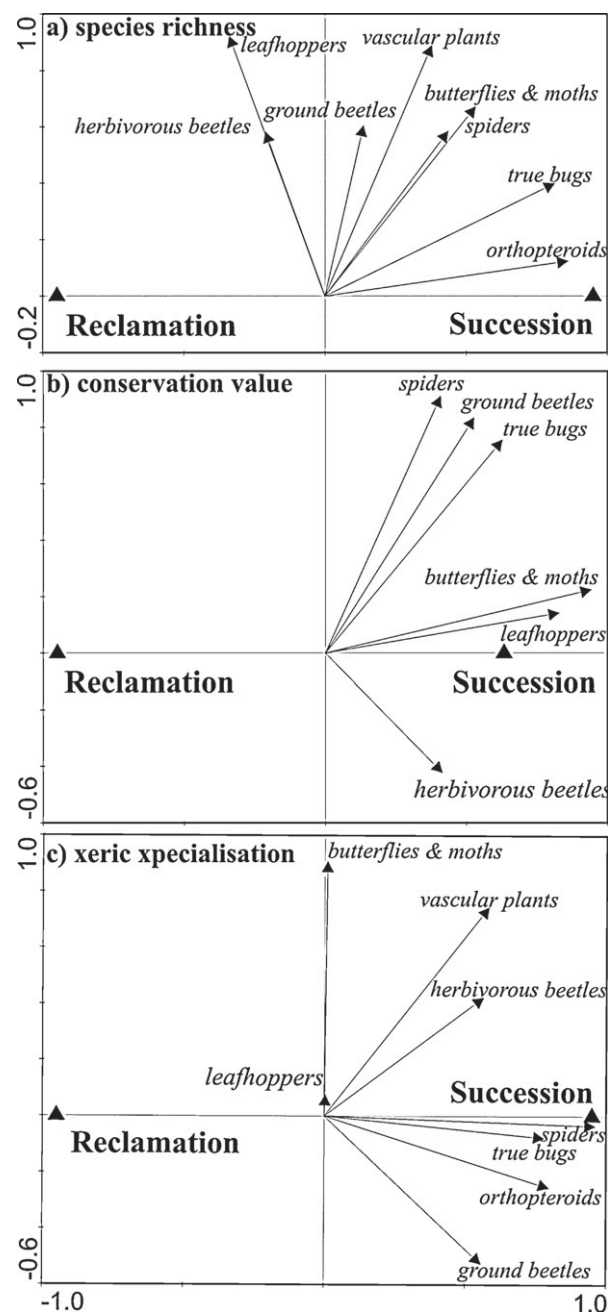 1.0
a) species richness
leafhoppers
vascular plants
butterflies & moths
ground beetles
herbivorous beetles
spiders
true bugs
orthopteroids
Reclamation
Succession
-0.2
1.0
b) conservation value
spiders
ground beetles
true bugs
butterflies & moths
leafhoppers
Reclamation
Succession
herbivorous beetles
-0.6
1.0
c) xeric xpecialisation
butterflies & moths
vascular plants
herbivorous beetles
leafhoppers
Succession
Reclamation
spiders
true bugs
orthopteroids
ground beetles
-0.6
-1.0
1.0